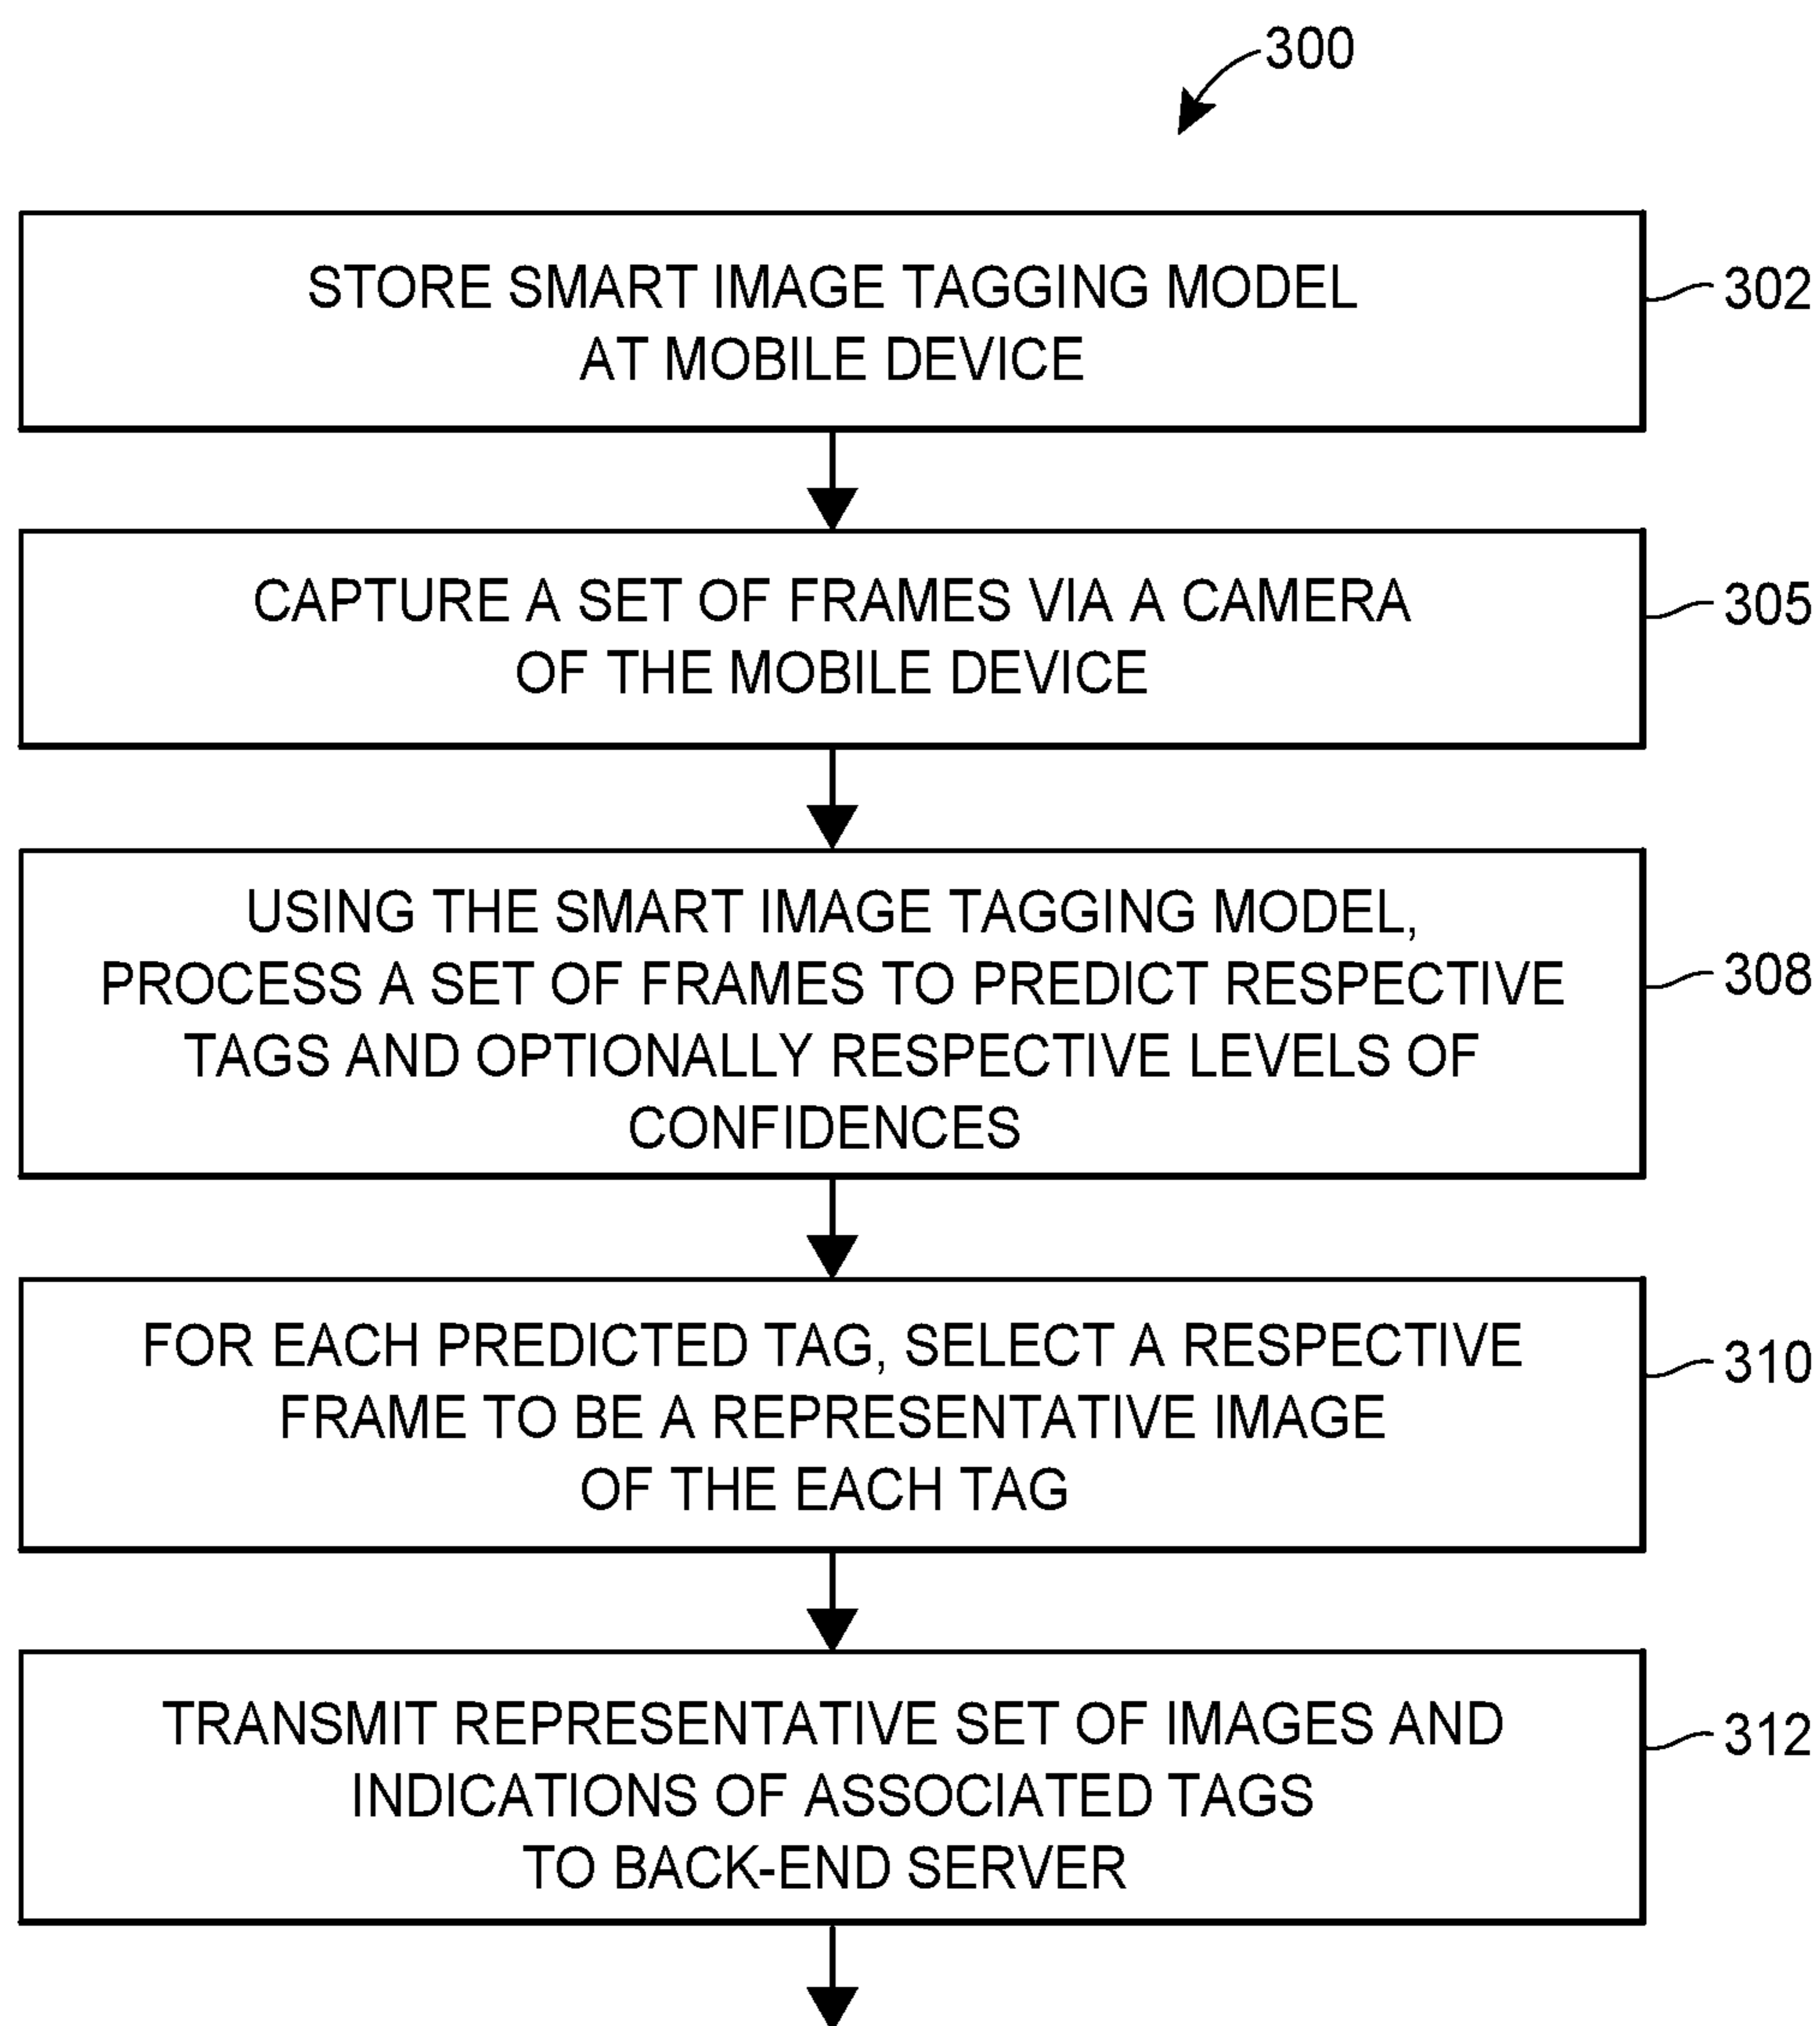 300
STORE SMART IMAGE TAGGING MODEL
AT MOBILE DEVICE
302
CAPTURE A SET OF FRAMES VIA A CAMERA
OF THE MOBILE DEVICE
305
USING THE SMART IMAGE TAGGING MODEL,
PROCESS A SET OF FRAMES TO PREDICT RESPECTIVE
TAGS AND OPTIONALLY RESPECTIVE LEVELS OF
CONFIDENCES
308
FOR EACH PREDICTED TAG, SELECT A RESPECTIVE
FRAME TO BE A REPRESENTATIVE IMAGE
OF THE EACH TAG
310
TRANSMIT REPRESENTATIVE SET OF IMAGES AND
INDICATIONS OF ASSOCIATED TAGS
TO BACK-END SERVER
312